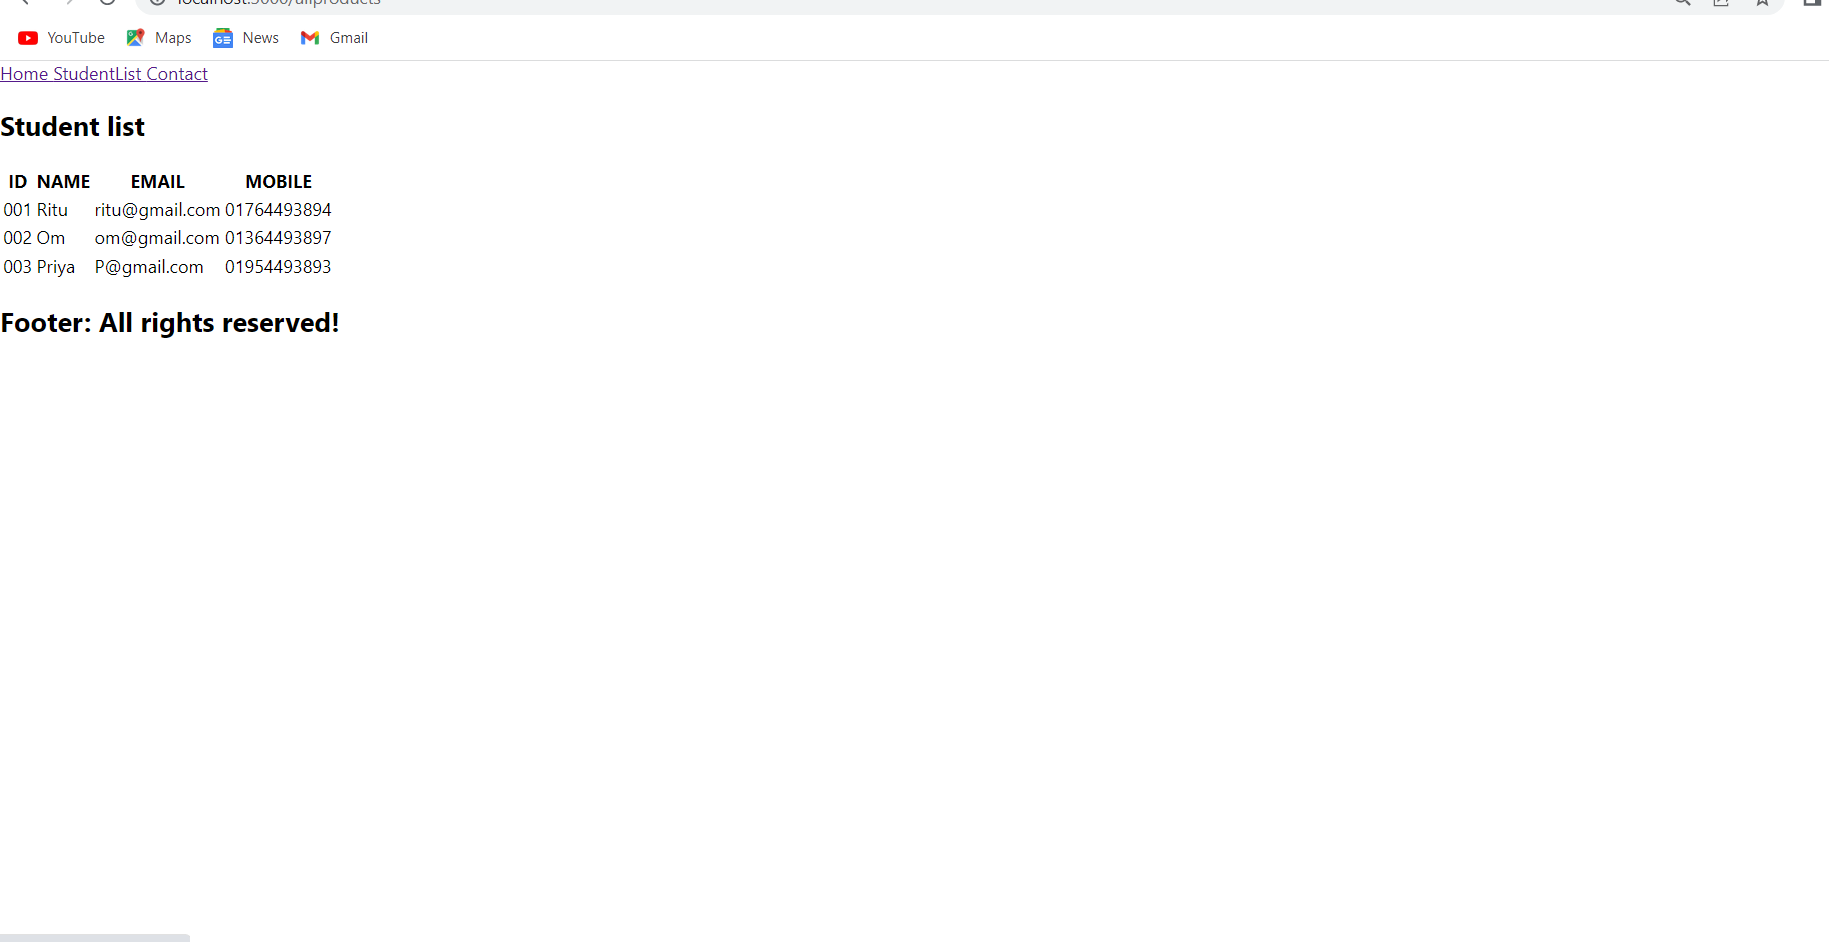 YouTube Maps News Gmail
Home StudentList Contact
Student list
ID NAME EMAIL MOBILE
001 Ritu ritu@gmail.com 01764493894
002 Om om@gmail.com 01364493897
003 Priya P@gmail.com 01954493893
Footer: All rights reserved!